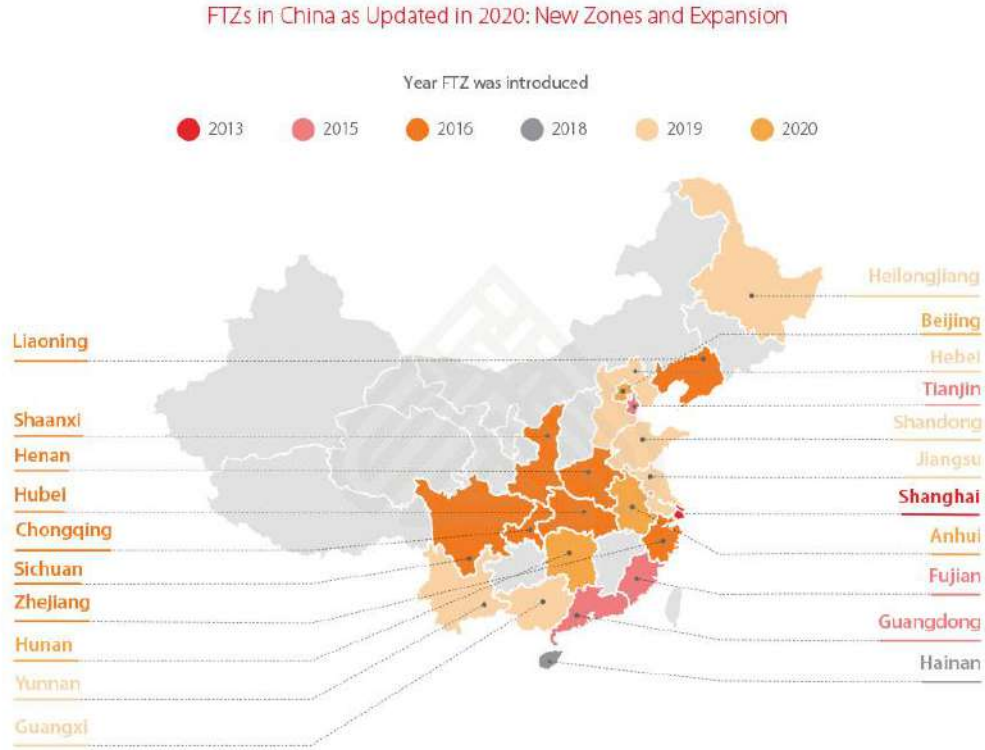 FTZs in China as Updated in 2020: New Zones and Expansion
Year FTZ was introduced
2013 2015 2016 2018 2019 2020
Liaoning
Shaanxi
Henan
Hubei
Chongqing
Sichuan
Zhejiang
Hunan
Yunnan
Guangxi
Heilongjiang
Beijing
Hebei
Tianjin
Shandong
Jiangsu
Shanghai
Anhui
Fujian
Guangdong
Hainan